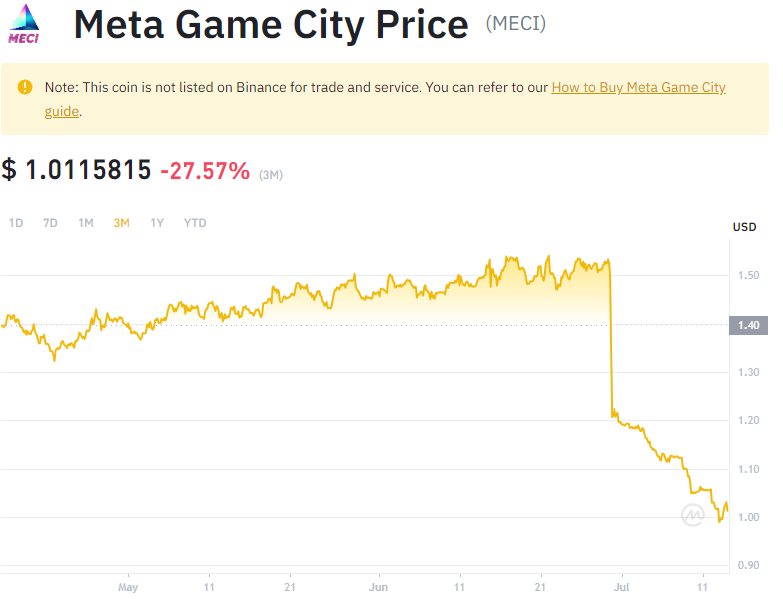 MECI
Meta Game City Price (MECI)
Note: This coin is not listed on Binance for trade and service. You can refer to our How to Buy Meta Game City
guide.
$ 1.0115815 -27.57% (3M)
1D 7D 1M 3M 1Y YTD
USD
1.50
1.40
1.30
1.20
1.10
1.00
0.90
May 11 21 Jun 11 21 Jul 11